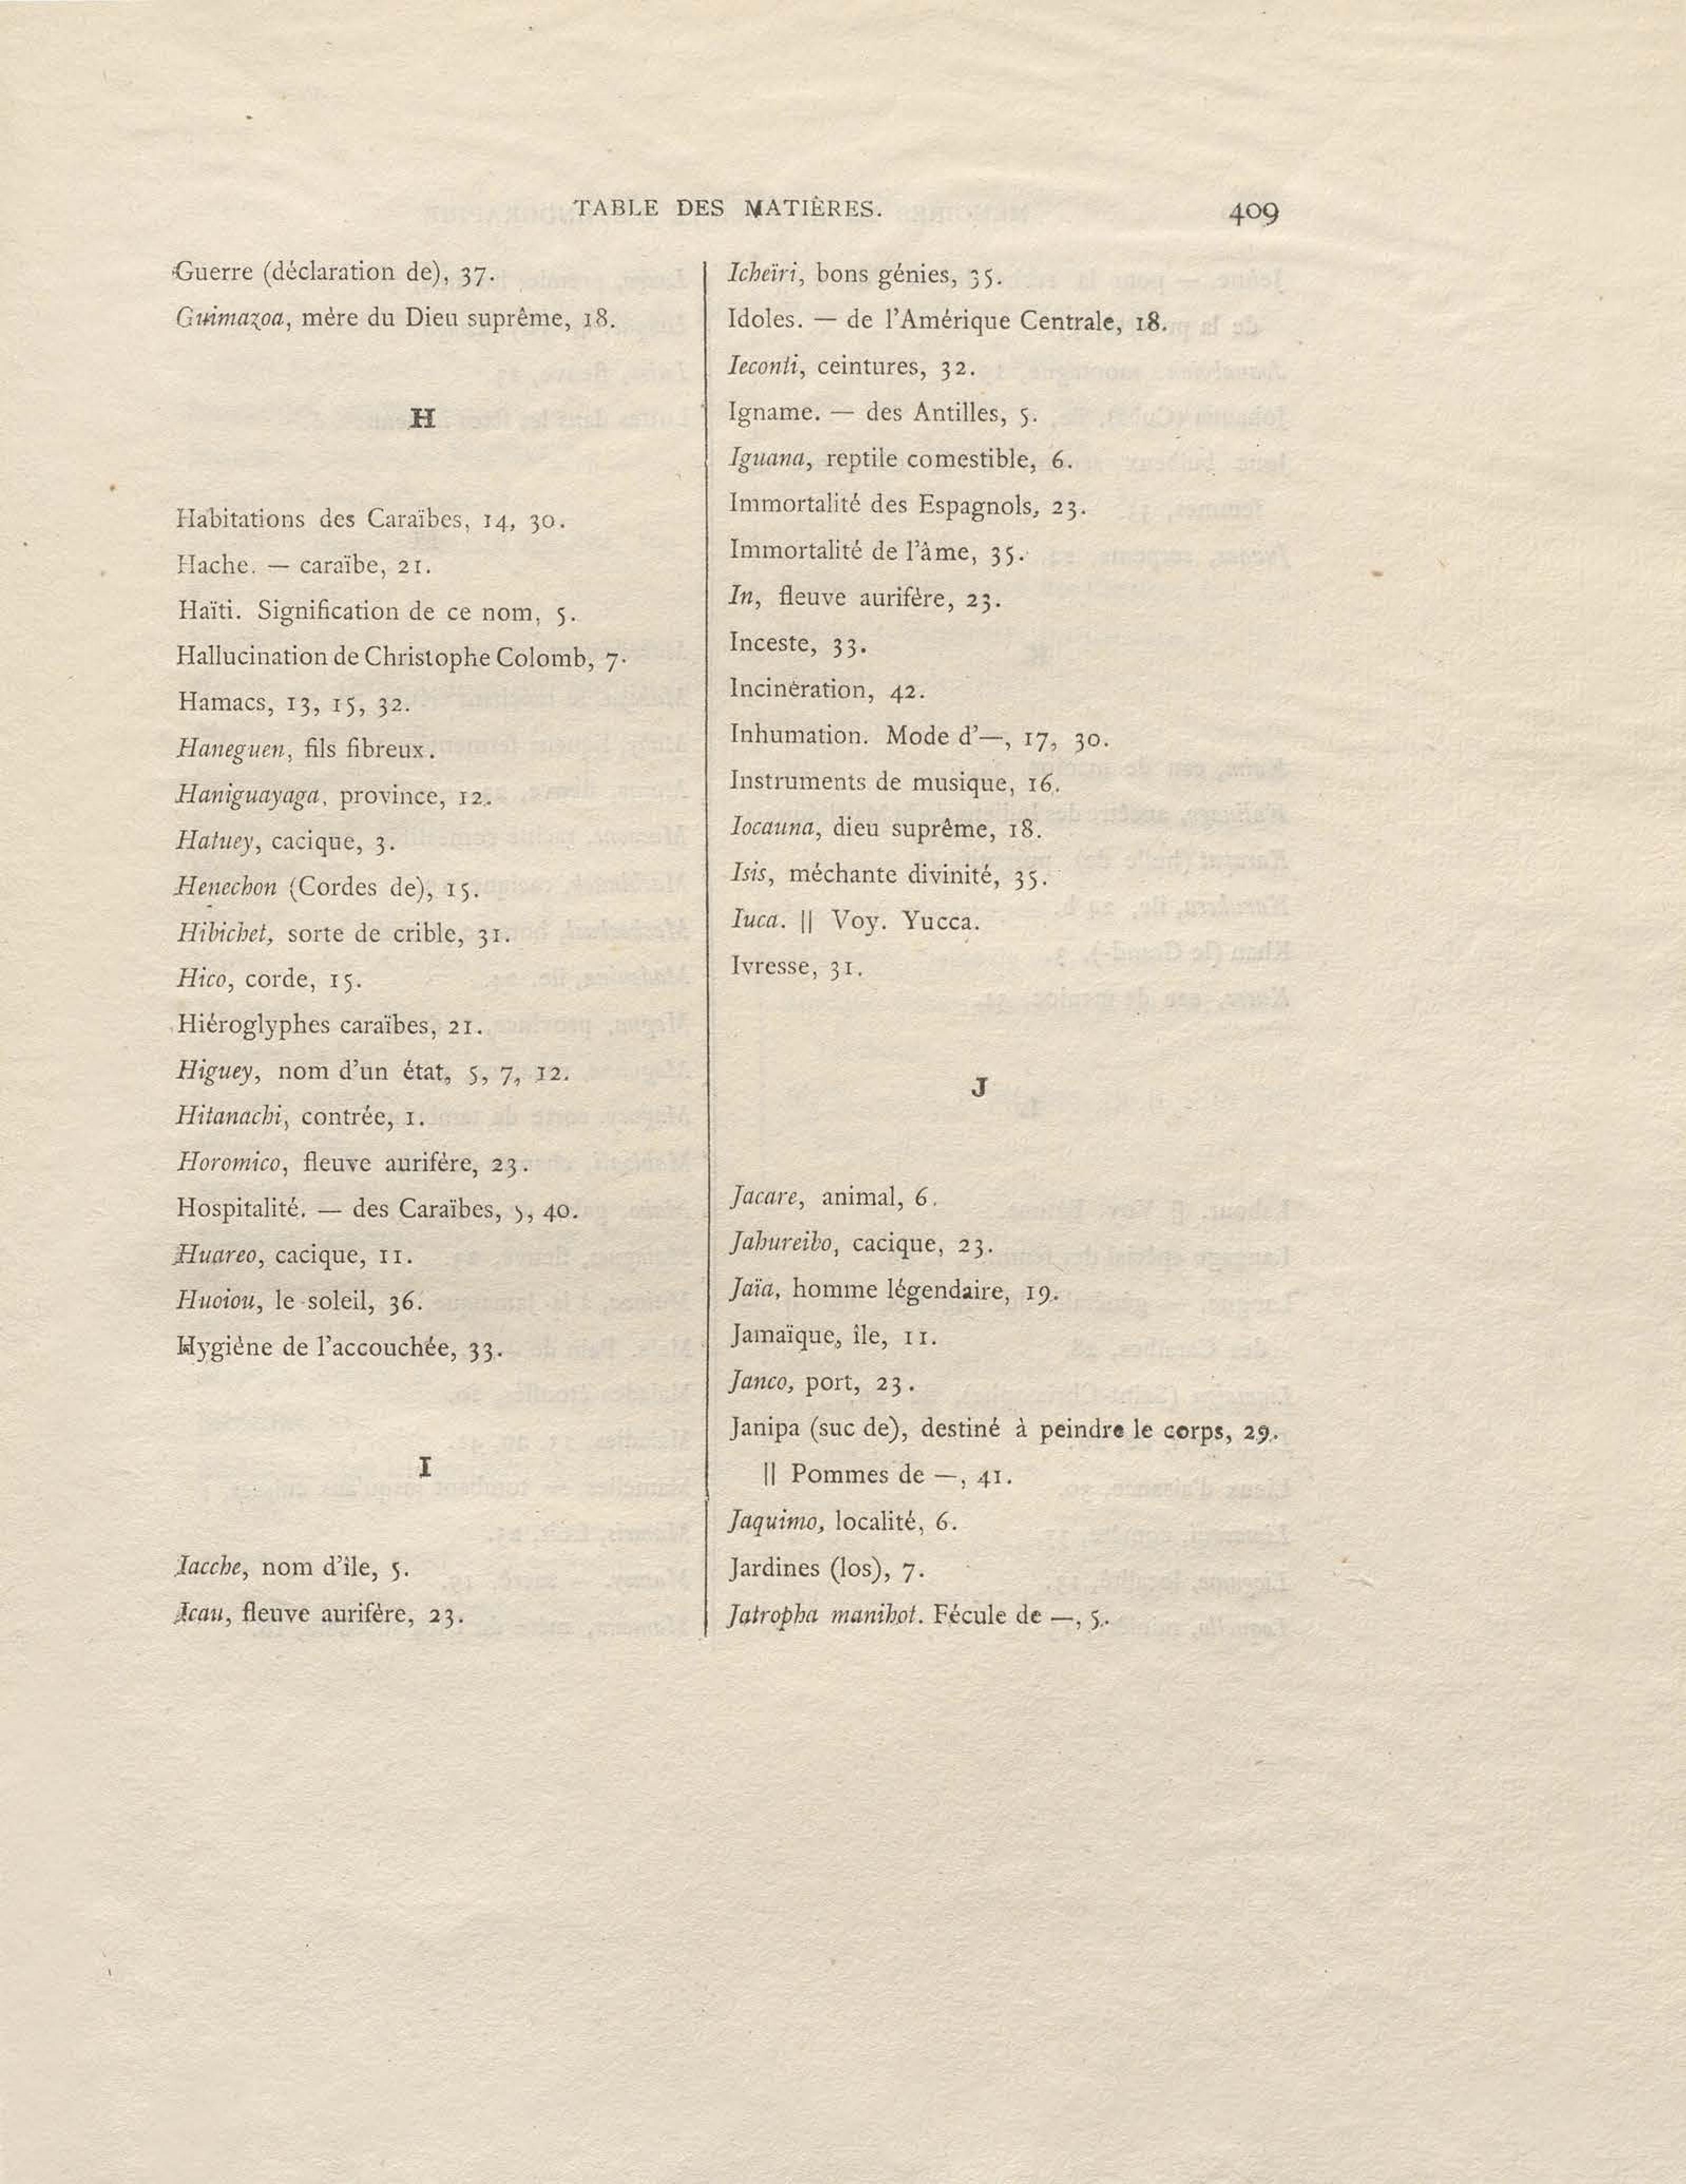 TABLE DES MATIÈRES.
409
Guerre (déclaration de), 37.
Guimazoa, mère du Dieu suprême, 18.
H
Habitations des Caraïbes, 14, 30.
Hache. — caraïbe, 21.
Haïti. Signification de ce nom, 5.
Hallucination de Christophe Colomb, 7.
Hamacs, 13, 15, 32.
Haneguen, fils fibreux.
Haniguayaga, province, 12.
Hatuey, cacique, 3.
Henechon (Cordes de), 15.
Hibichet, sorte de crible, 31.
Hico, corde, 15.
Hiéroglyphes caraïbes, 21.
Higuey, nom d'un état, 5, 7, 12.
Hitanachi, contrée, 1.
Horomico, fleuve aurifère, 23.
Hospitalité. — des Caraïbes, 5, 40.
Huareo, cacique, 11.
Huoiou, le soleil, 36.
Hygiène de l'accouchée, 33.
I
Iacche, nom d'île, 5.
Icau, fleuve aurifère, 23.
Icheïri, bons génies, 35.
Idoles. — de l'Amérique Centrale, 18.
Ieconti, ceintures, 32.
Igname. — des Antilles, 5.
Iguana, reptile comestible, 6.
Immortalité des Espagnols, 23.
Immortalité de l'âme, 35.
In, fleuve aurifère, 23.
Inceste, 33.
Incinération, 42.
Inhumation. Mode d'—, 17, 30.
Instruments de musique, 16.
Iocauna, dieu suprême, 18.
Isis, méchante divinité, 35.
Iuca. || Voy. Yucca.
Ivresse, 31.
J
Jacare, animal, 6.
Jahureibo, cacique, 23.
Jaïa, homme légendaire, 19.
Jamaïque, île, 11.
Janco, port, 23.
Janipa (suc de), destiné à peindre le corps, 29.
|| Pommes de —, 41.
Jaquimo, localité, 6.
Jardines (los), 7.
Jatropha manihot. Fécule de —, 5.